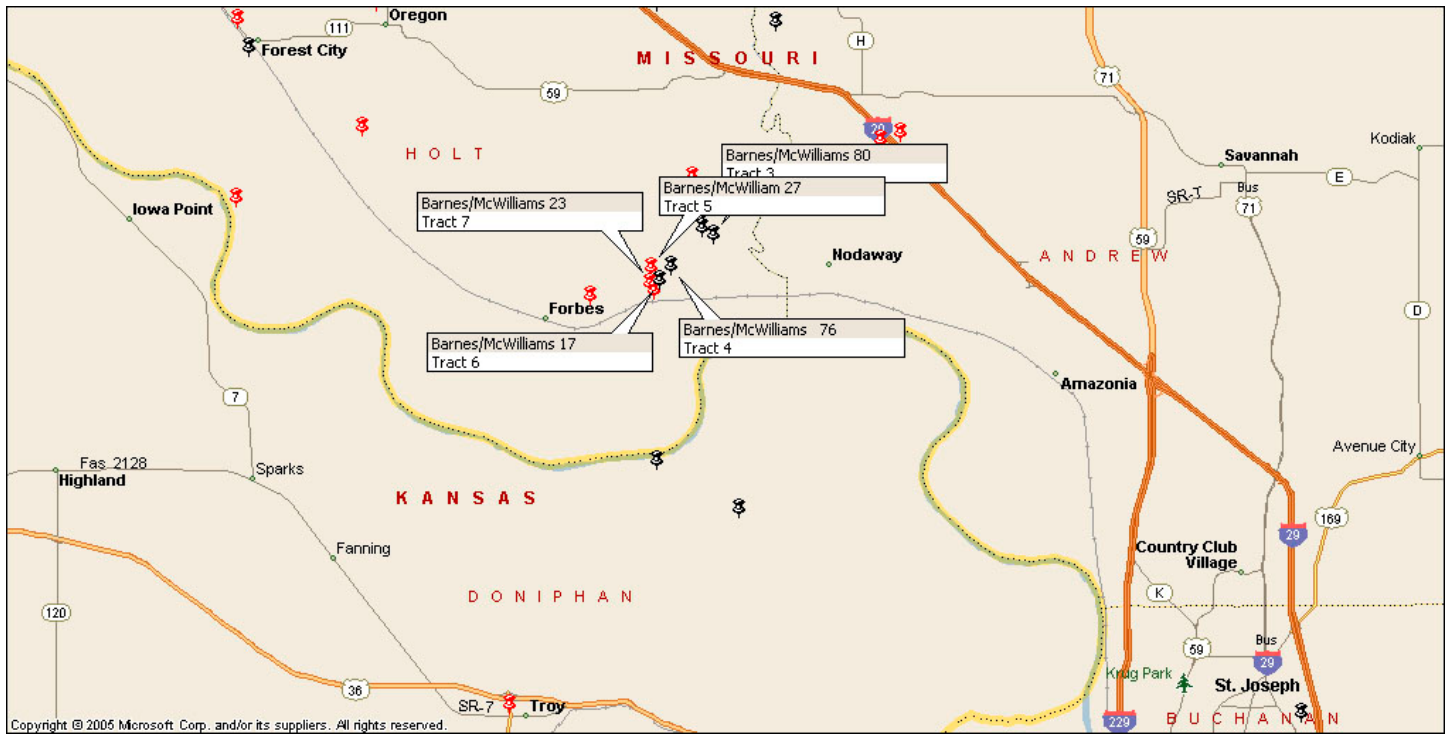 Oregon
111
Forest City
H
MISSOURI
71
59
29
Kodiak
HOLT
Barnes/McWilliams 80
Tract 3
Savannah
E
Barnes/McWilliam 27
Tract 5
SR-T
Bus
71
Barnes/McWilliams 23
Tract 7
Iowa Point
59
Nodaway
ANDREW
Forbes
D
Barnes/McWilliams 76
Tract 4
Barnes/McWilliams 17
Tract 6
Amazonia
7
Avenue City
Fas 2128
Sparks
Highland
KANSAS
169
29
Fanning
Country Club
Village
DONIPHAN
K
120
Bus
59
29
Krug Park
St. Joseph
36
SR-7
Troy
BUCHANAN
229
Copyright © 2005 Microsoft Corp. and/or its suppliers. All rights reserved.